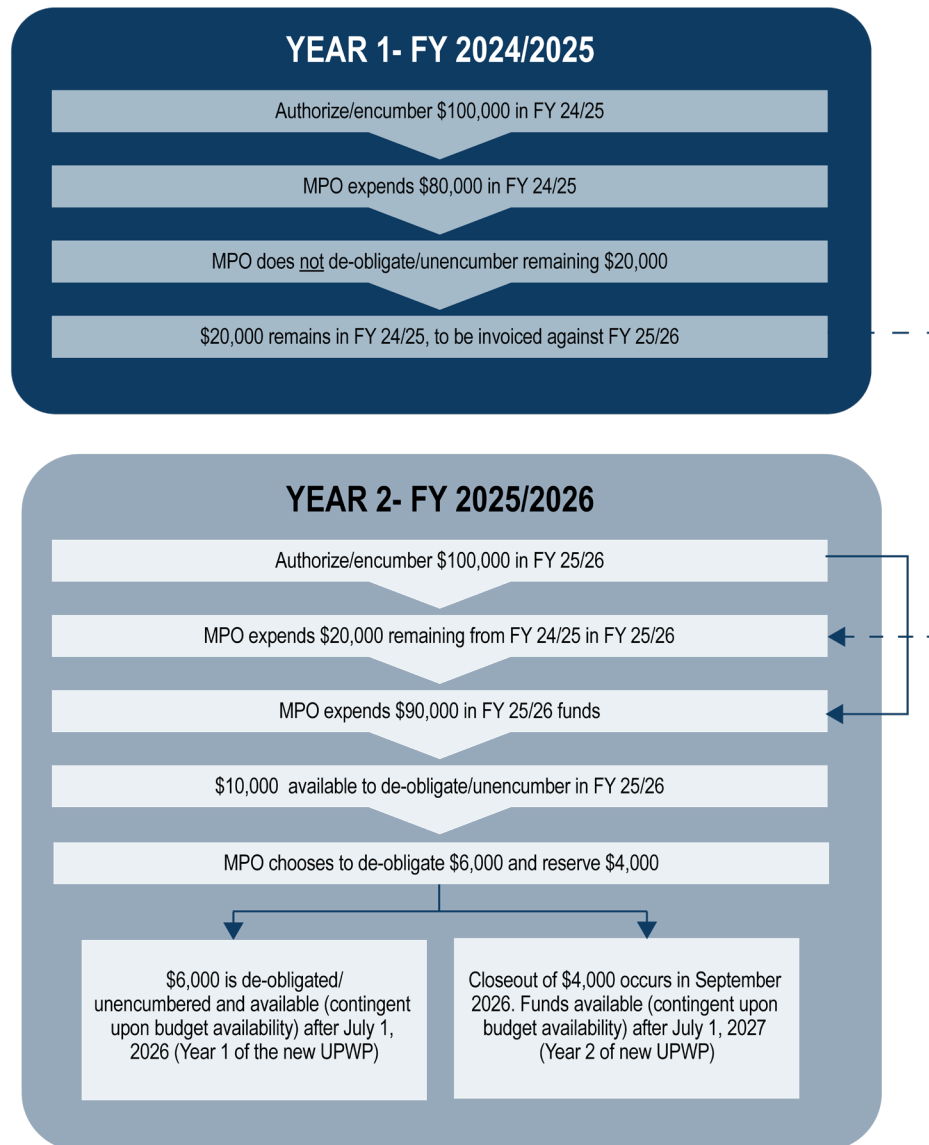 YEAR 1- FY 2024/2025
Authorize/encumber $100,000 in FY 24/25
MPO expends $80,000 in FY 24/25
MPO does not de-obligate/unencumber remaining $20,000
$20,000 remains in FY 24/25, to be invoiced against FY 25/26
YEAR 2- FY 2025/2026
Authorize/encumber $100,000 in FY 25/26
MPO expends $20,000 remaining from FY 24/25 in FY 25/26
MPO expends $90,000 in FY 25/26 funds
$10,000  available to de-obligate/unencumber in FY 25/26
MPO chooses to de-obligate $6,000 and reserve $4,000
$6,000 is de-obligated/
unencumbered and available (contingent
upon budget availability) after July 1,
2026 (Year 1 of the new UPWP)
Closeout of $4,000 occurs in September
2026. Funds available (contingent upon
budget availability) after July 1, 2027
(Year 2 of new UPWP)